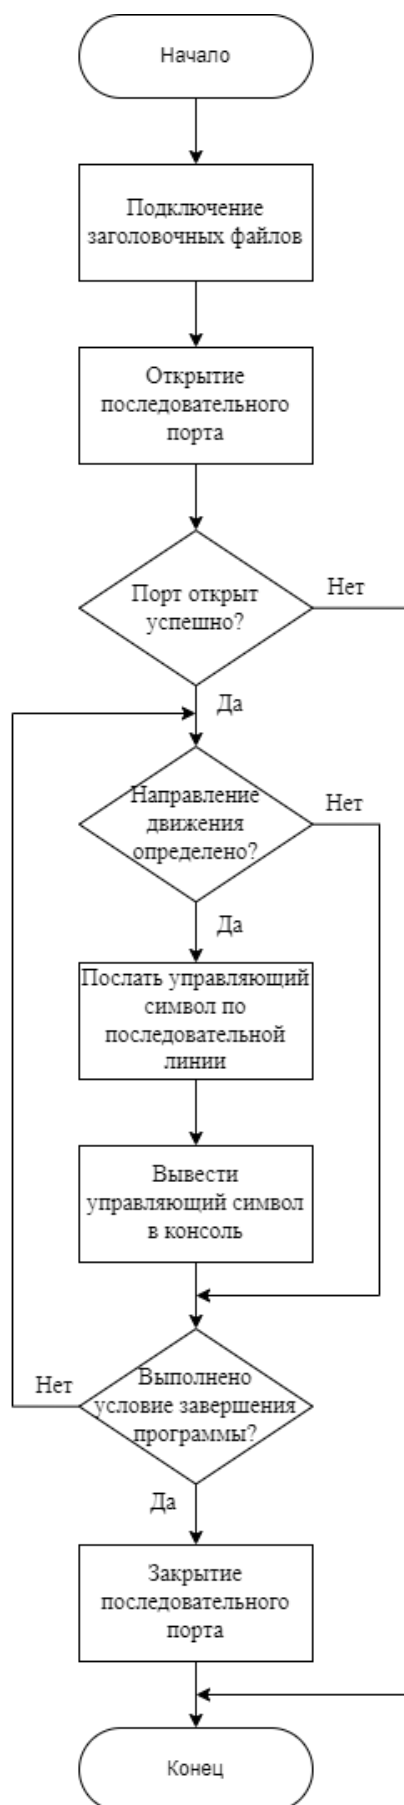 Начало
Подключение
заголовочных файлов
Открытие
последовательного
порта
Порт открыт
успешно?
Нет
Да
Направление
движения
определено?
Нет
Да
Послать управляющий
символ по
последовательной
линии
Вывести
управляющий символ
в консоль
Выполнено
условие завершения
программы?
Нет
Да
Закрытие
последовательного
порта
Конец